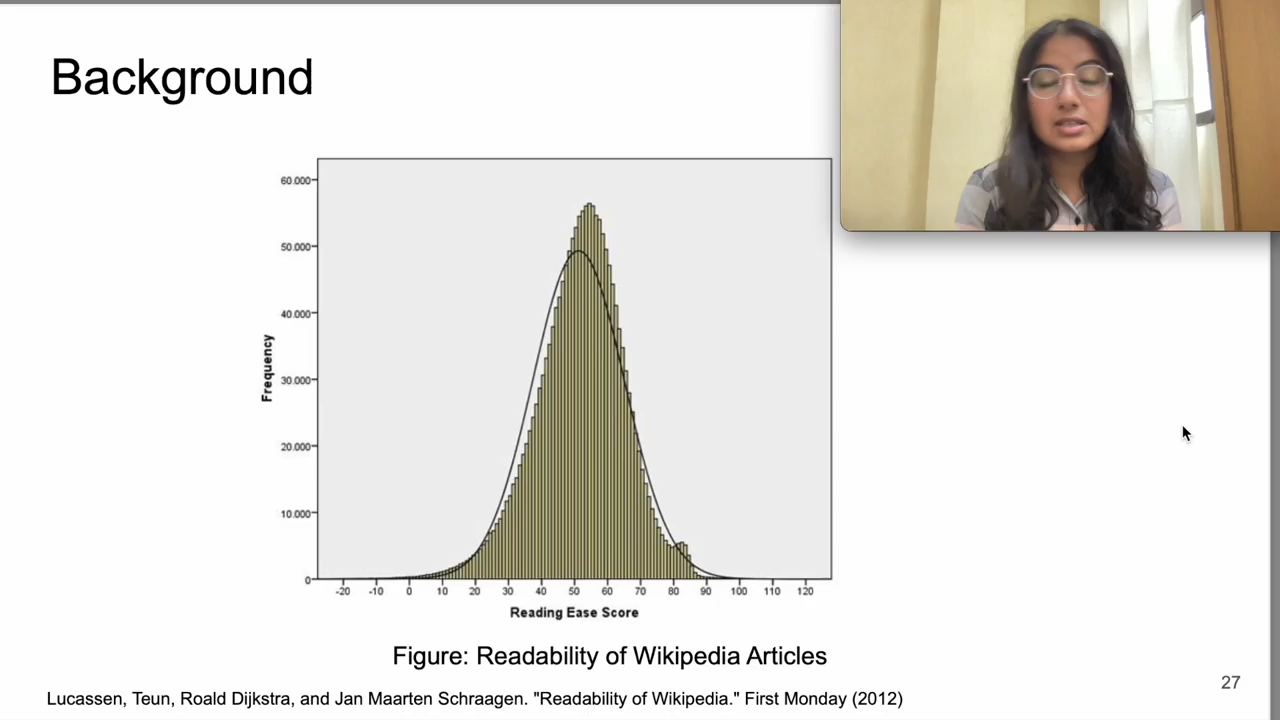 Background
60.000
50.000
40.000
30.000
20.000
10.000
0
Frequency
-20 -10 0 10 20 30 40 50 60 70 80 90 100 110 120
Reading Ease Score
Figure: Readability of Wikipedia Articles
Lucassen, Teun, Roald Dijkstra, and Jan Maarten Schraagen. "Readability of Wikipedia." First Monday (2012)
27